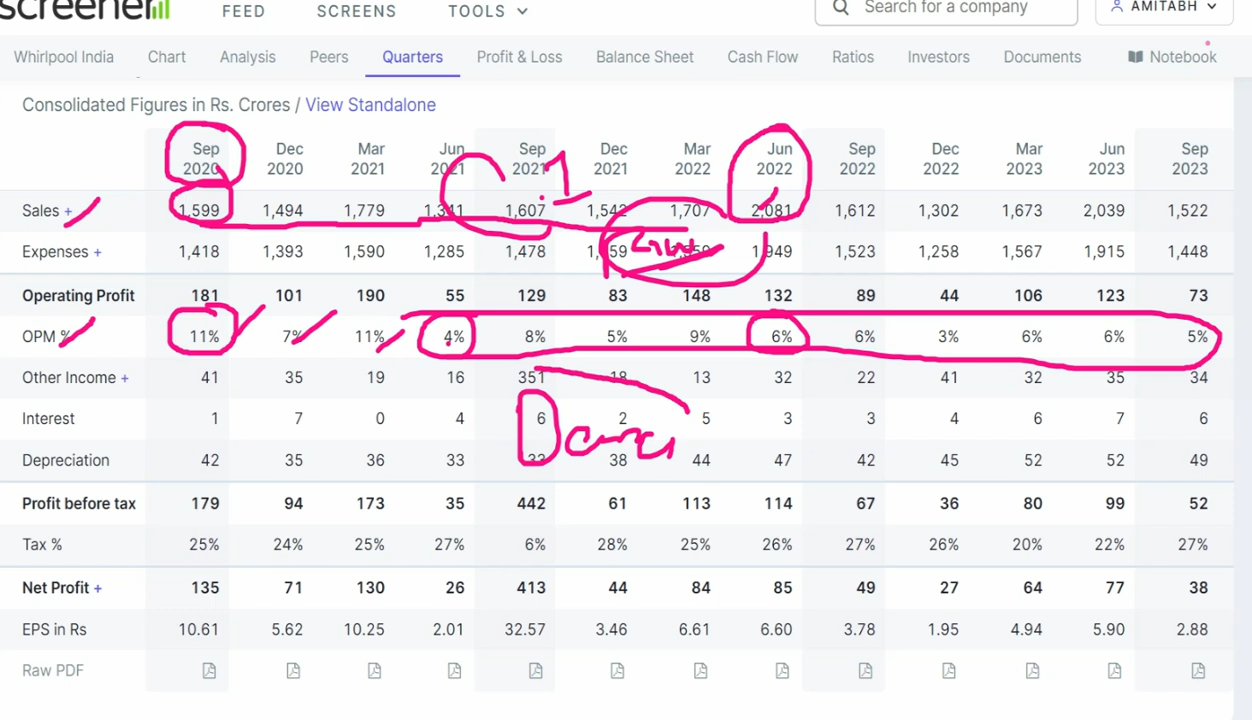 screener
FEED SCREENS TOOLS Search for a company AMITABH
Whirlpool India Chart Analysis Peers Quarters Profit & Loss Balance Sheet Cash Flow Ratios Investors Documents Notebook
Consolidated Figures in Rs. Crores / View Standalone
Sep 2020 Dec 2020 Mar 2021 Jun 2021 Sep 2021 Dec 2021 Mar 2022 Jun 2022 Sep 2022 Dec 2022 Mar 2023 Jun 2023 Sep 2023
Sales + 1,599 1,494 1,779 1,341 1,607 1,542 1,707 2,081 1,612 1,302 1,673 2,039 1,522
Expenses + 1,418 1,393 1,590 1,285 1,478 1,523 1,258 1,567 1,915 1,448
Operating Profit 181 101 190 55 129 83 148 132 89 44 106 123 73
OPM % 11% 7% 11% 4% 8% 5% 9% 6% 6% 3% 6% 6% 5%
Other Income + 41 35 19 16 351 18 13 32 22 41 32 35 34
Interest 1 7 0 4 6 2 5 3 3 4 6 7 6
Depreciation 42 35 36 33 33 38 44 47 42 45 52 52 49
Profit before tax 179 94 173 35 442 61 113 114 67 36 80 99 52
Tax % 25% 24% 25% 27% 6% 28% 25% 26% 27% 26% 20% 22% 27%
Net Profit + 135 71 130 26 413 44 84 85 49 27 64 77 38
EPS in Rs 10.61 5.62 10.25 2.01 32.57 3.46 6.61 6.60 3.78 1.95 4.94 5.90 2.88
Raw PDF